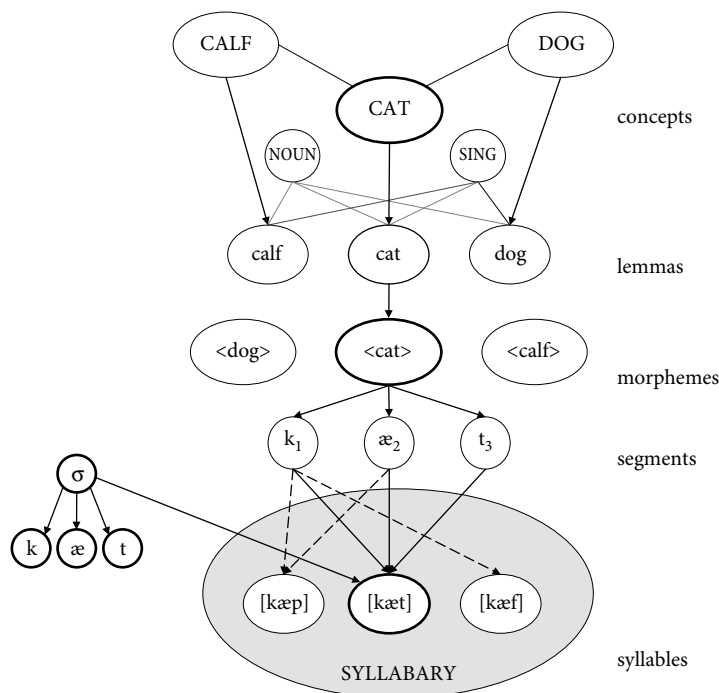 CALF
DOG
CAT
concepts
NOUN
SING
calf
cat
dog
lemmas
<dog>
<cat>
<calf>
morphemes
k₁
æ₂
t₃
segments
σ
k
æ
t
[kæp]
[kæt]
[kæf]
SYLLABARY
syllables